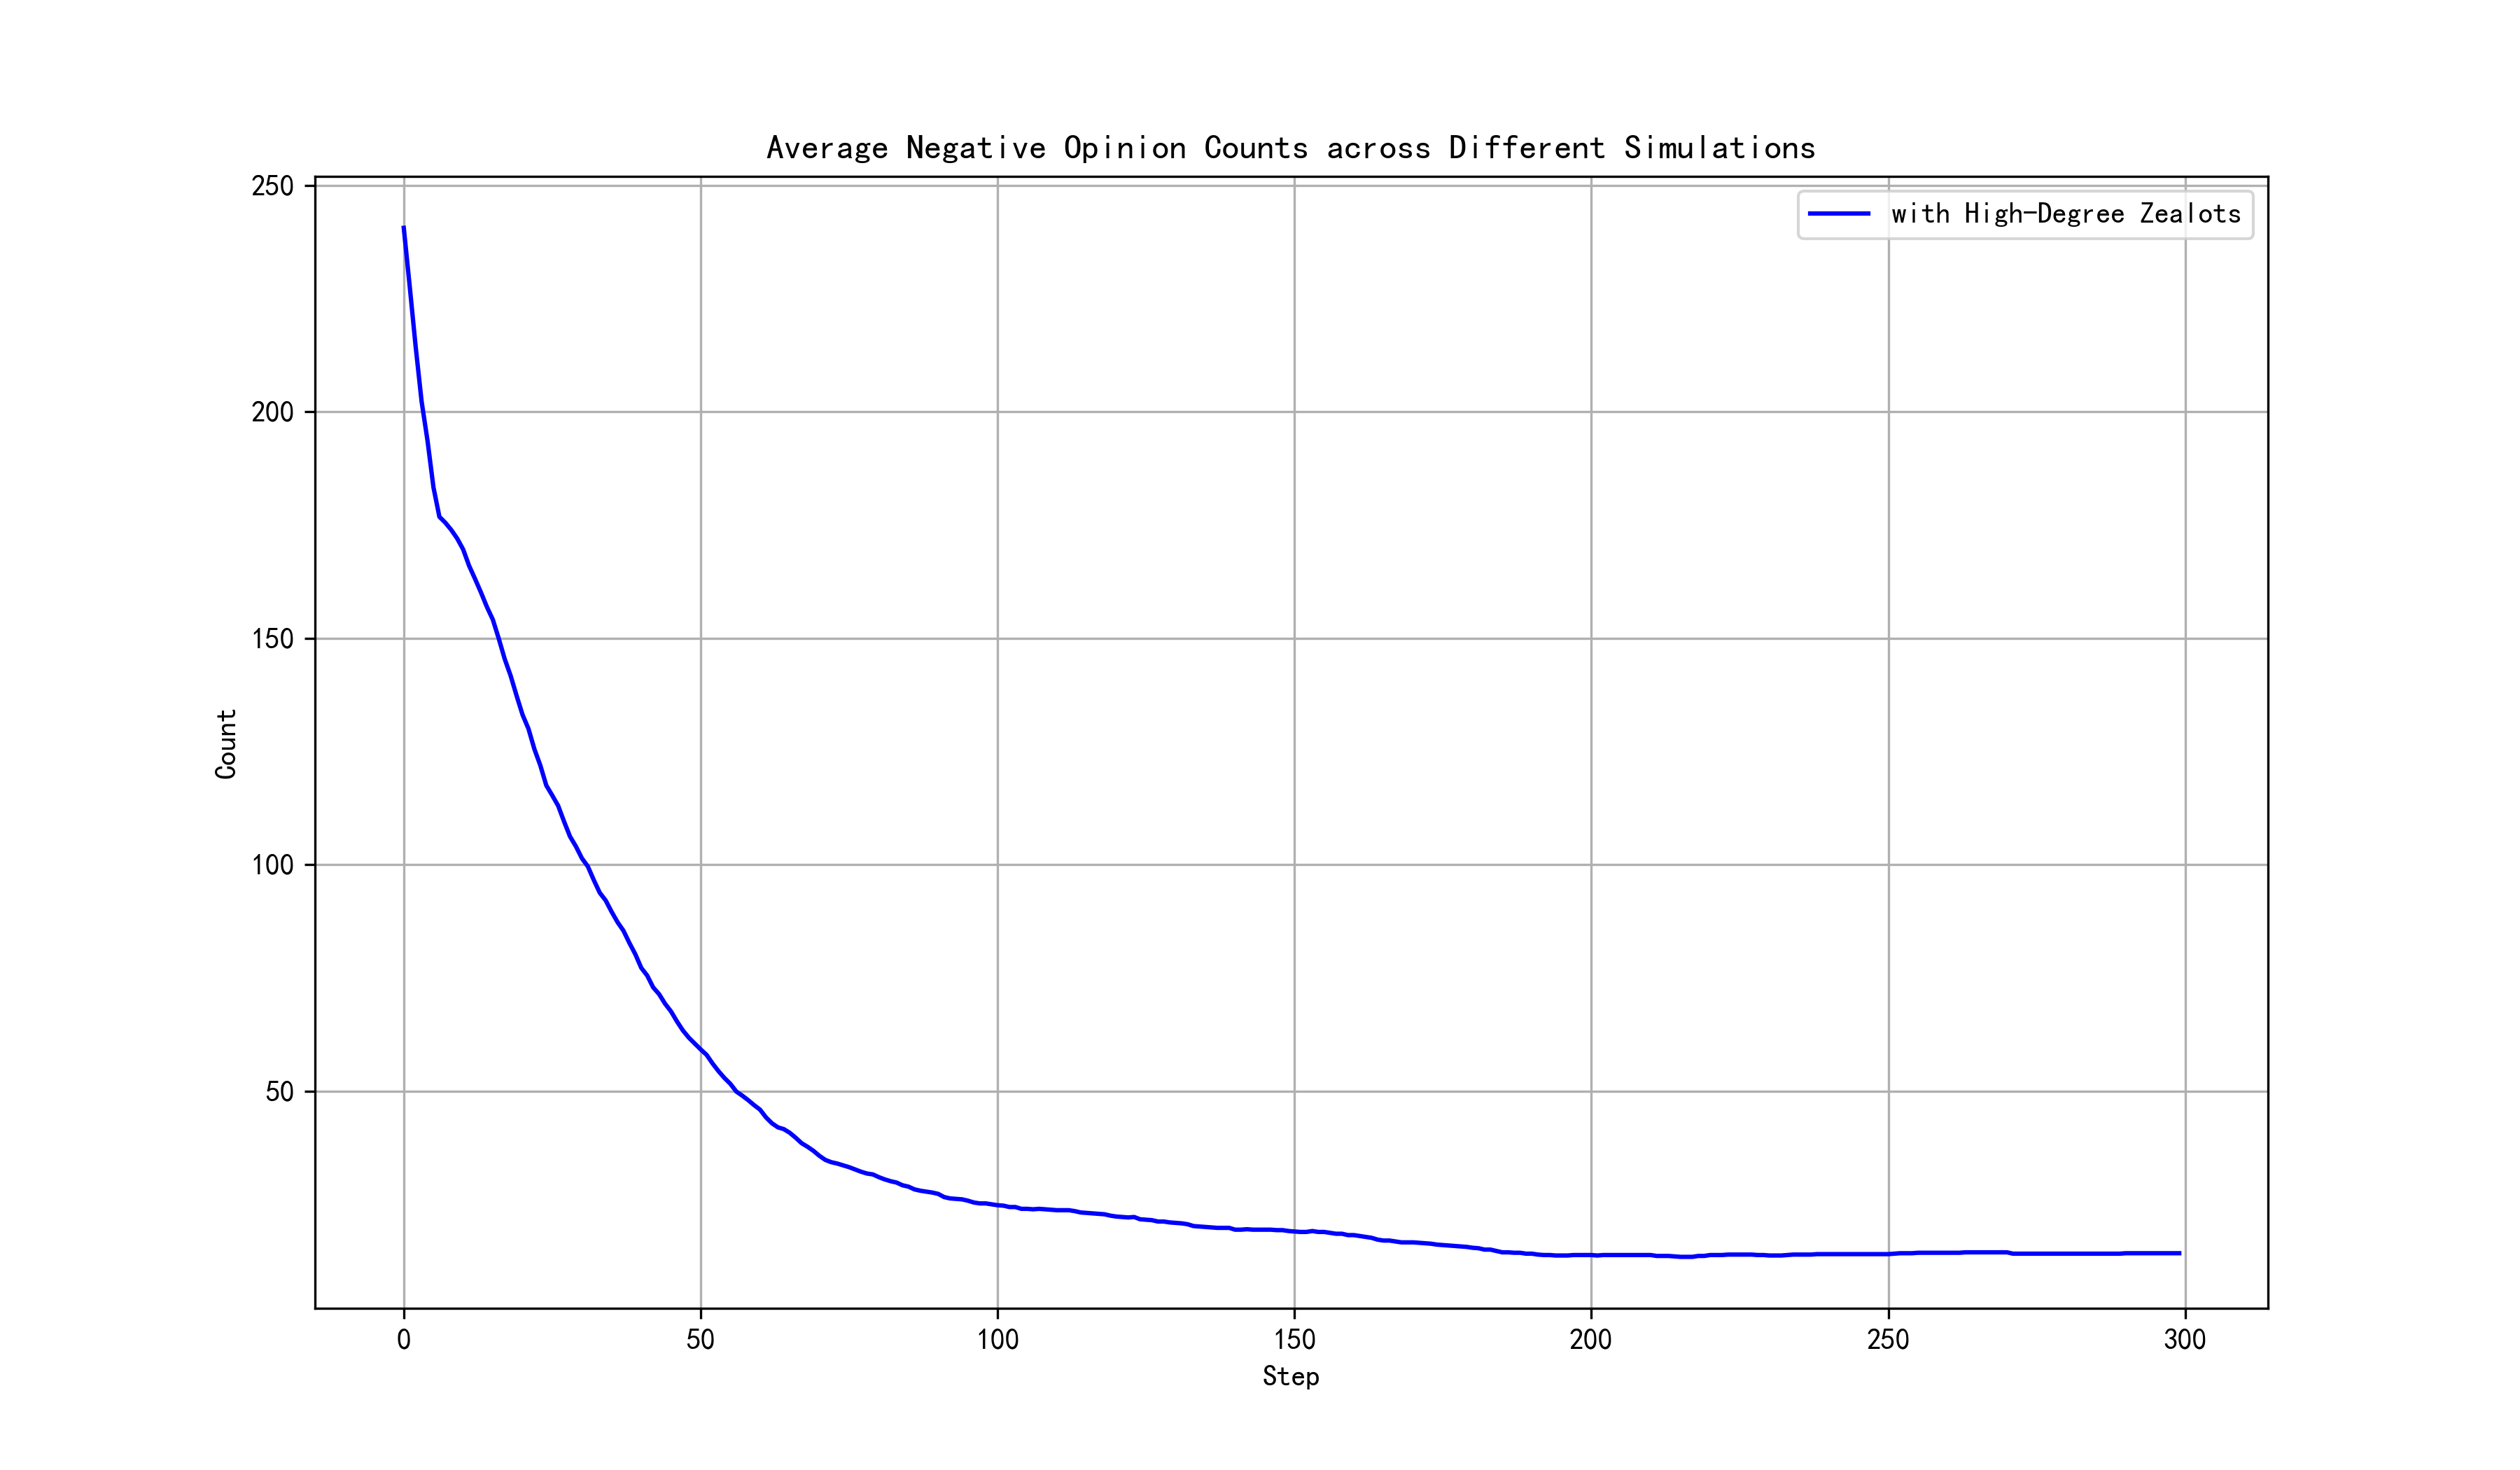 Average Negative Opinion Counts across Different Simulations
with High-Degree Zealots
250
200
150
100
50
Count
0 50 100 150 200 250 300
Step